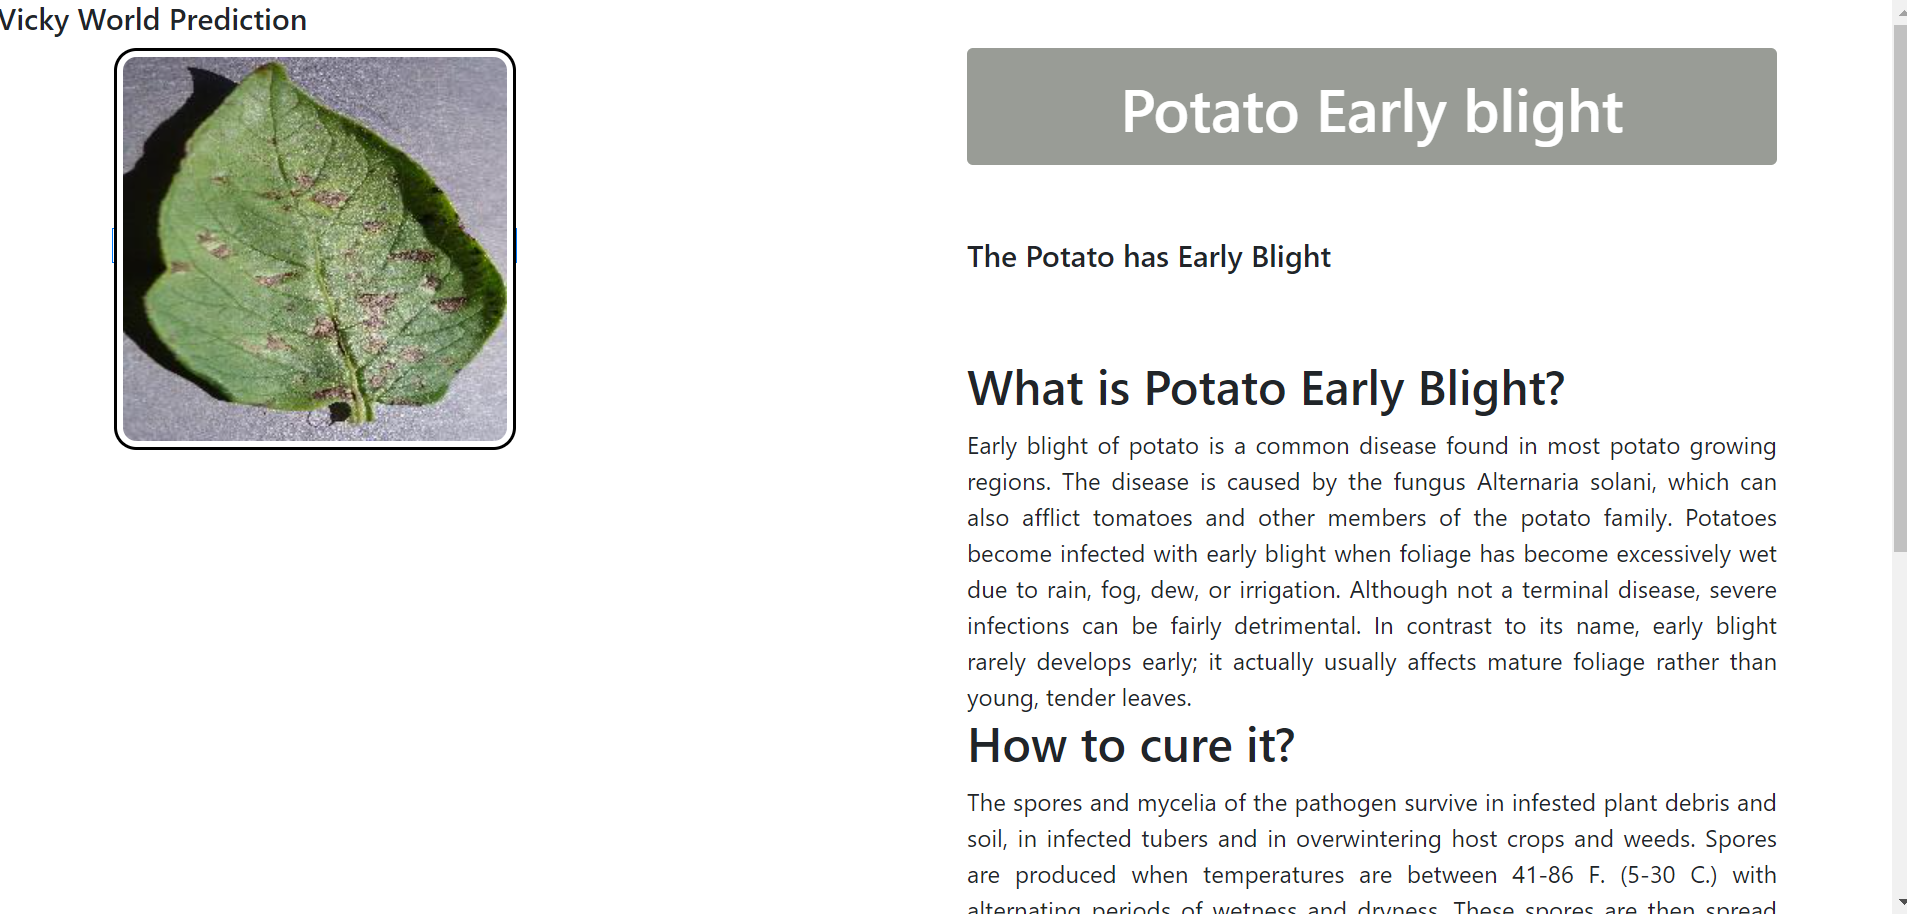 Vicky World Prediction
Potato Early blight
The Potato has Early Blight
What is Potato Early Blight?
Early blight of potato is a common disease found in most potato growing
regions. The disease is caused by the fungus Alternaria solani, which can
also afflict tomatoes and other members of the potato family. Potatoes
become infected with early blight when foliage has become excessively wet
due to rain, fog, dew, or irrigation. Although not a terminal disease, severe
infections can be fairly detrimental. In contrast to its name, early blight
rarely develops early; it actually usually affects mature foliage rather than
young, tender leaves.
How to cure it?
The spores and mycelia of the pathogen survive in infested plant debris and
soil, in infected tubers and in overwintering host crops and weeds. Spores
are produced when temperatures are between 41-86 F. (5-30 C.) with
alternating periods of wetness and dryness. These spores are then spread